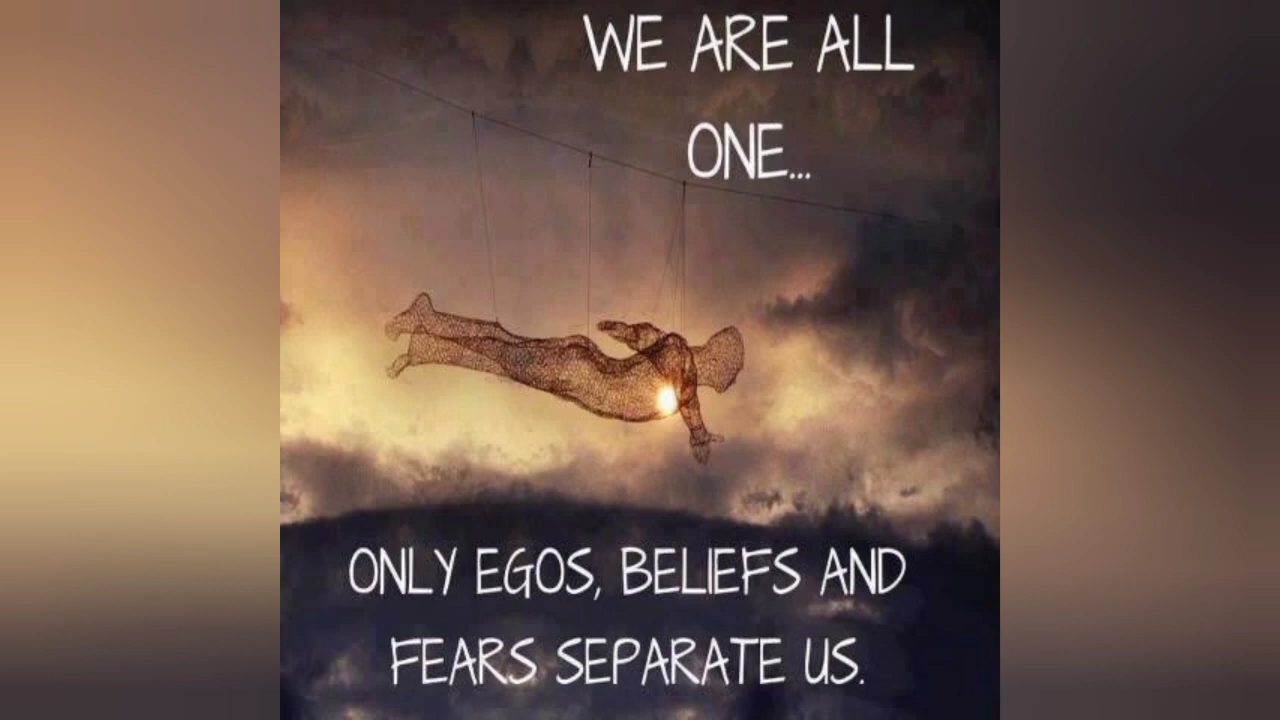 WE ARE ALL
ONE...
ONLY EGOS, BELIEFS AND
FEARS SEPARATE US.